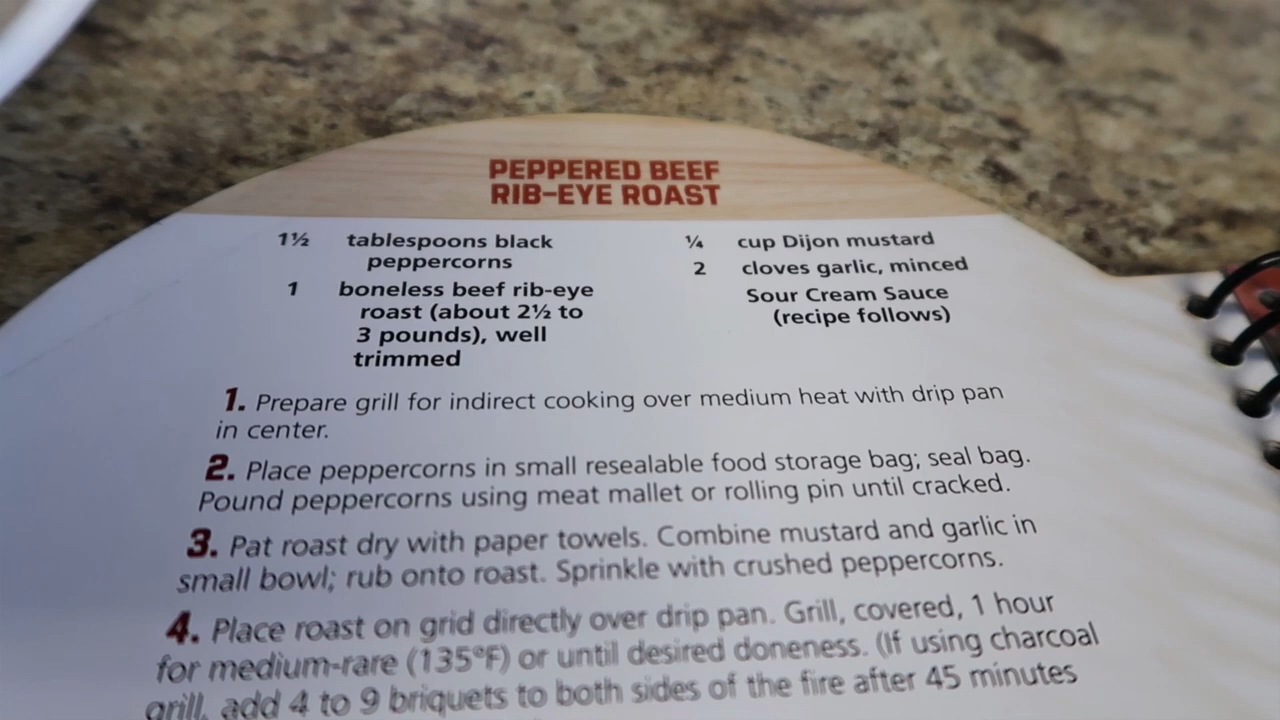 PEPPERED BEEF
RIB-EYE ROAST
1½ tablespoons black
peppercorns
1 boneless beef rib-eye
roast (about 2½ to
3 pounds), well
trimmed
¼ cup Dijon mustard
2 cloves garlic, minced
Sour Cream Sauce
(recipe follows)
1. Prepare grill for indirect cooking over medium heat with drip pan
in center.
2. Place peppercorns in small resealable food storage bag; seal bag.
Pound peppercorns using meat mallet or rolling pin until cracked.
3. Pat roast dry with paper towels. Combine mustard and garlic in
small bowl; rub onto roast. Sprinkle with crushed peppercorns.
4. Place roast on grid directly over drip pan. Grill, covered, 1 hour
for medium-rare (135°F) or until desired doneness. (If using charcoal
grill, add 4 to 9 briquets to both sides of the fire after 45 minutes